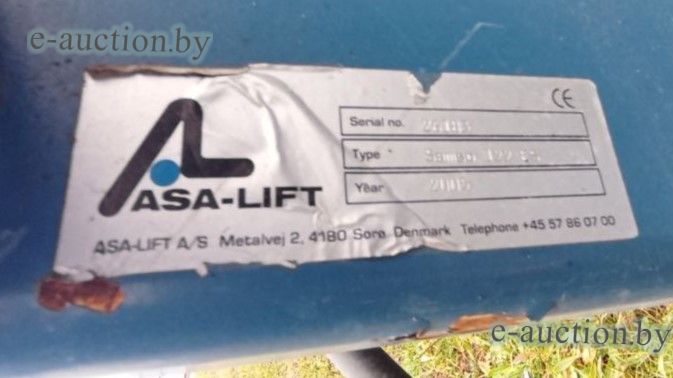 e-auction.by
CE
ASA-LIFT
Serial no.
Type
Year 2005
ASA-LIFT A/S Metalvej 2, 4180 Sorø Denmark Telephone +45 57 86 07 00
e-auction.by